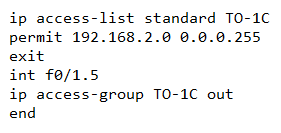 ip access-list standard TO-1C
permit 192.168.2.0 0.0.0.255
exit
int f0/1.5
ip access-group TO-1C out
end